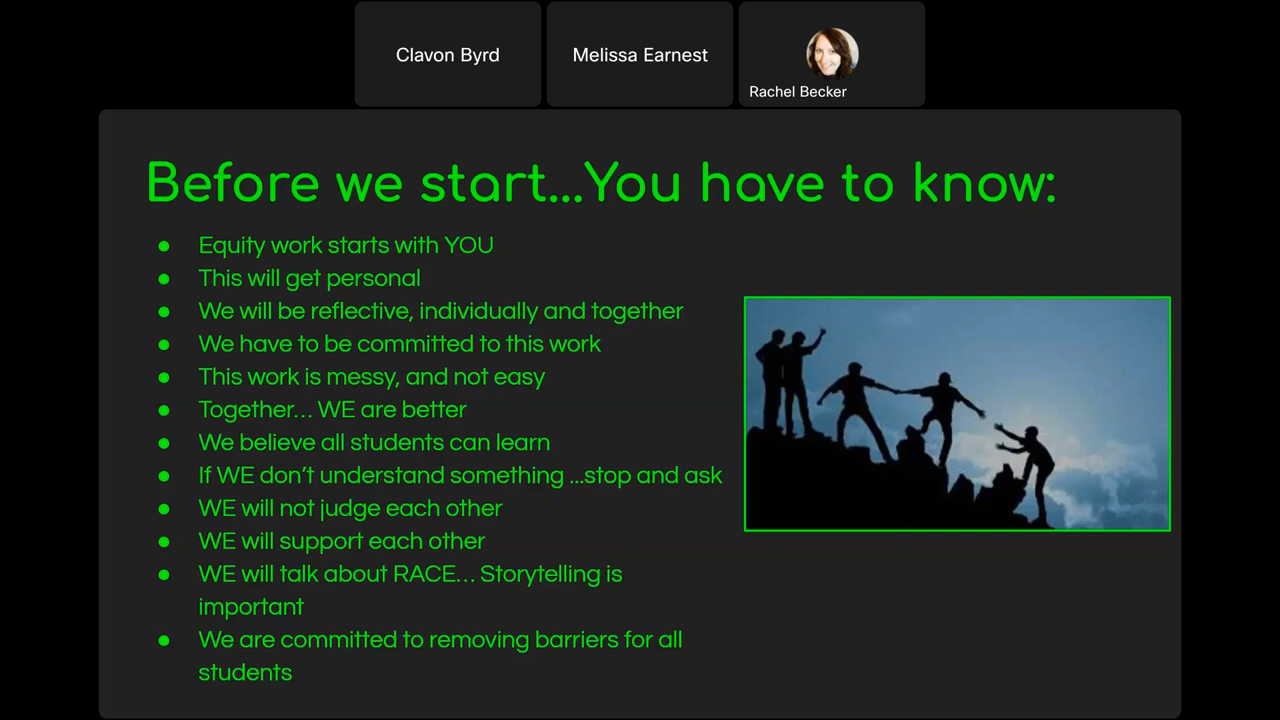 Clavon Byrd
Melissa Earnest
Rachel Becker
Before we start...You have to know:
● Equity work starts with YOU
● This will get personal
● We will be reflective, individually and together
● We have to be committed to this work
● This work is messy, and not easy
● Together... WE are better
● We believe all students can learn
● If WE don't understand something ...stop and ask
● WE will not judge each other
● WE will support each other
● WE will talk about RACE... Storytelling is
important
● We are committed to removing barriers for all
students